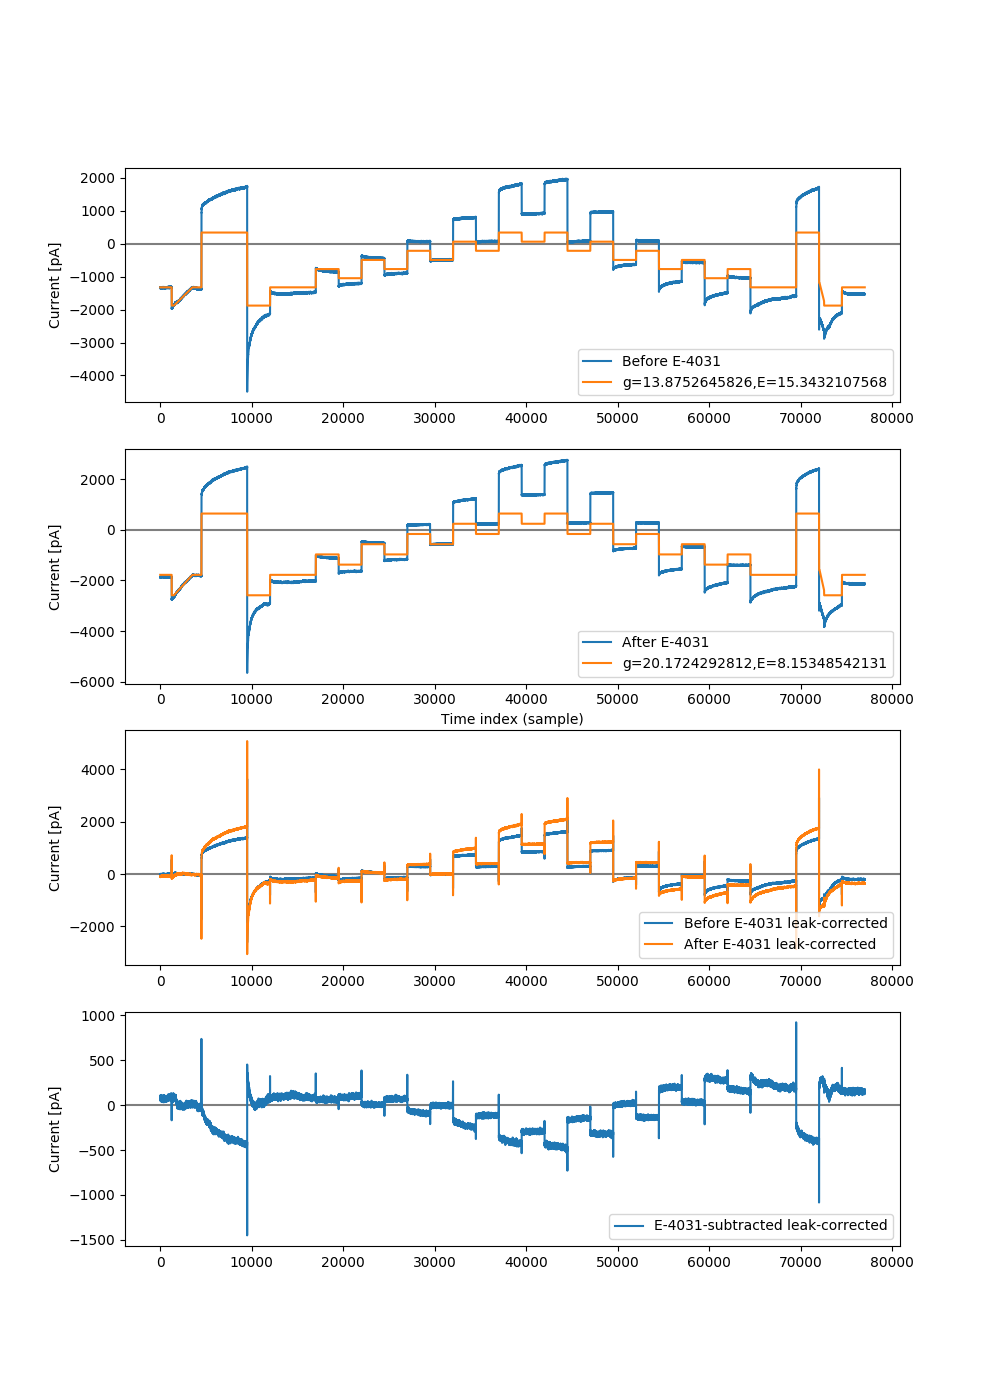 2000
1000
0
−1000
−2000
−3000
−4000
Current [pA]
Before E-4031
g=13.8752645826,E=15.3432107568
0 10000 20000 30000 40000 50000 60000 70000 80000
2000
0
−2000
−4000
−6000
Current [pA]
After E-4031
g=20.1724292812,E=8.15348542131
0 10000 20000 30000 40000 50000 60000 70000 80000
Time index (sample)
4000
2000
0
−2000
Current [pA]
Before E-4031 leak-corrected
After E-4031 leak-corrected
0 10000 20000 30000 40000 50000 60000 70000 80000
1000
500
0
−500
−1000
−1500
Current [pA]
E-4031-subtracted leak-corrected
0 10000 20000 30000 40000 50000 60000 70000 80000